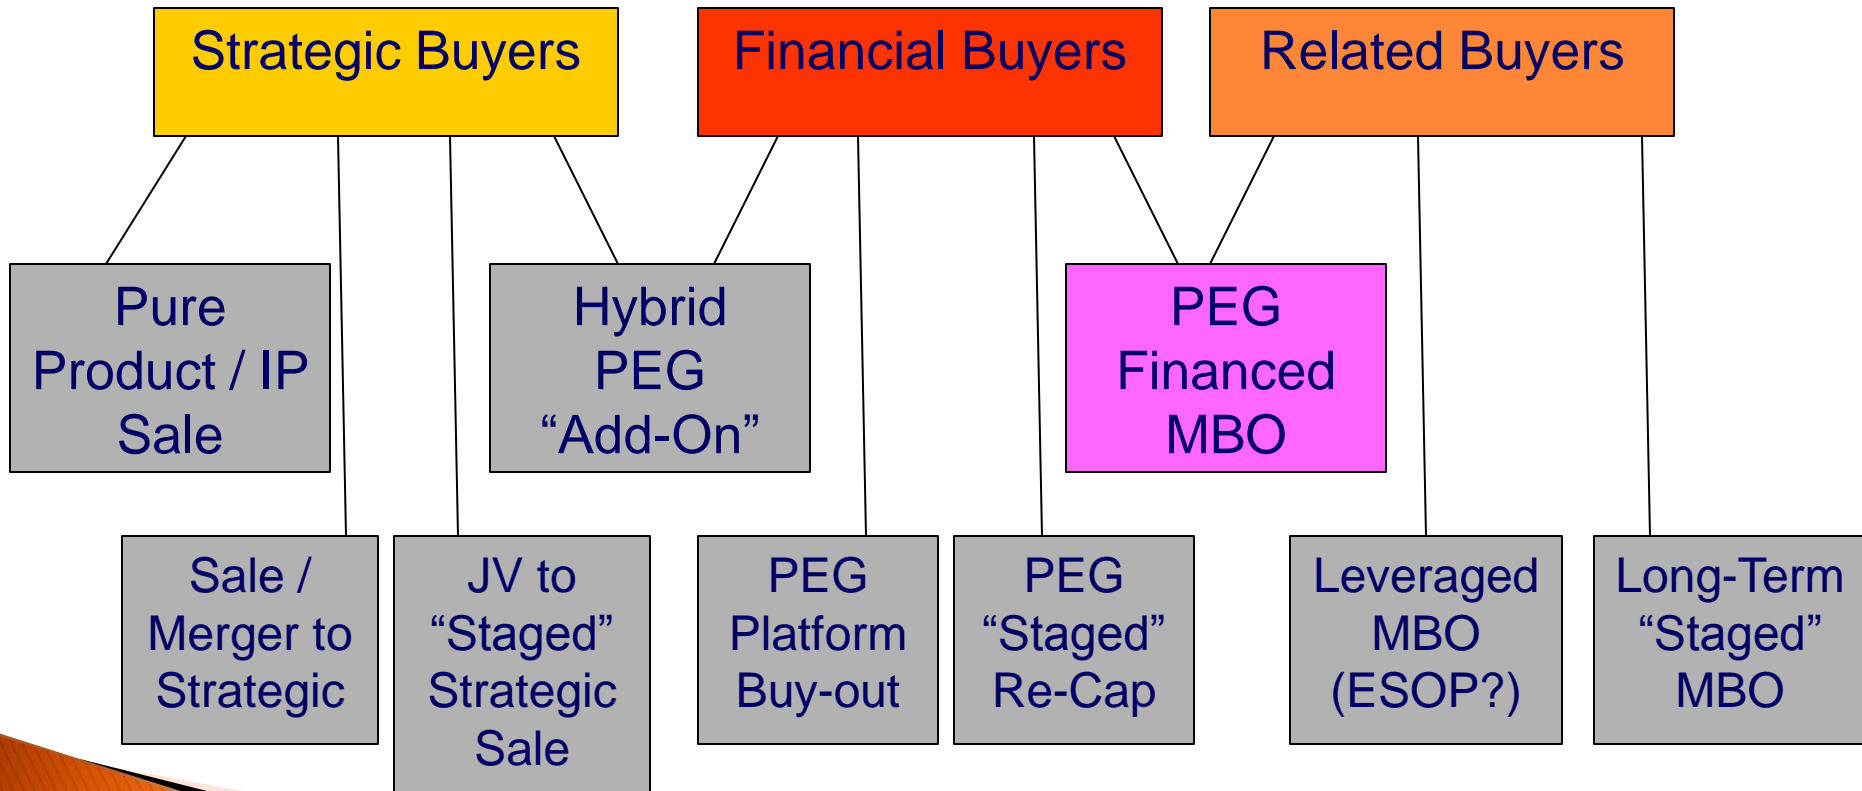 Strategic Buyers
Financial Buyers
Related Buyers
Pure
Product / IP
Sale
Hybrid
PEG
“Add-On”
PEG
Financed
MBO
Sale /
Merger to
Strategic
JV to
“Staged”
Strategic
Sale
PEG
Platform
Buy-out
PEG
“Staged”
Re-Cap
Leveraged
MBO
(ESOP?)
Long-Term
“Staged”
MBO